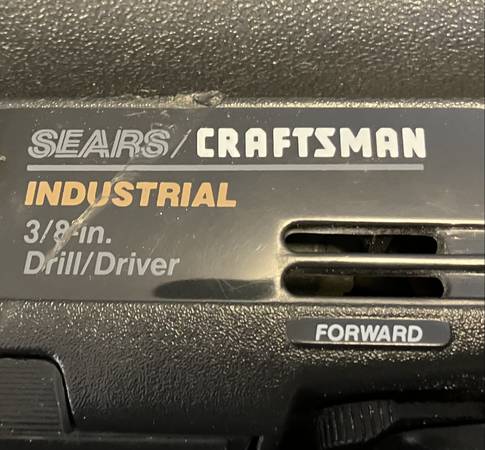 SEARS/CRAFTSMAN
INDUSTRIAL
3/8-in.
Drill/Driver
FORWARD